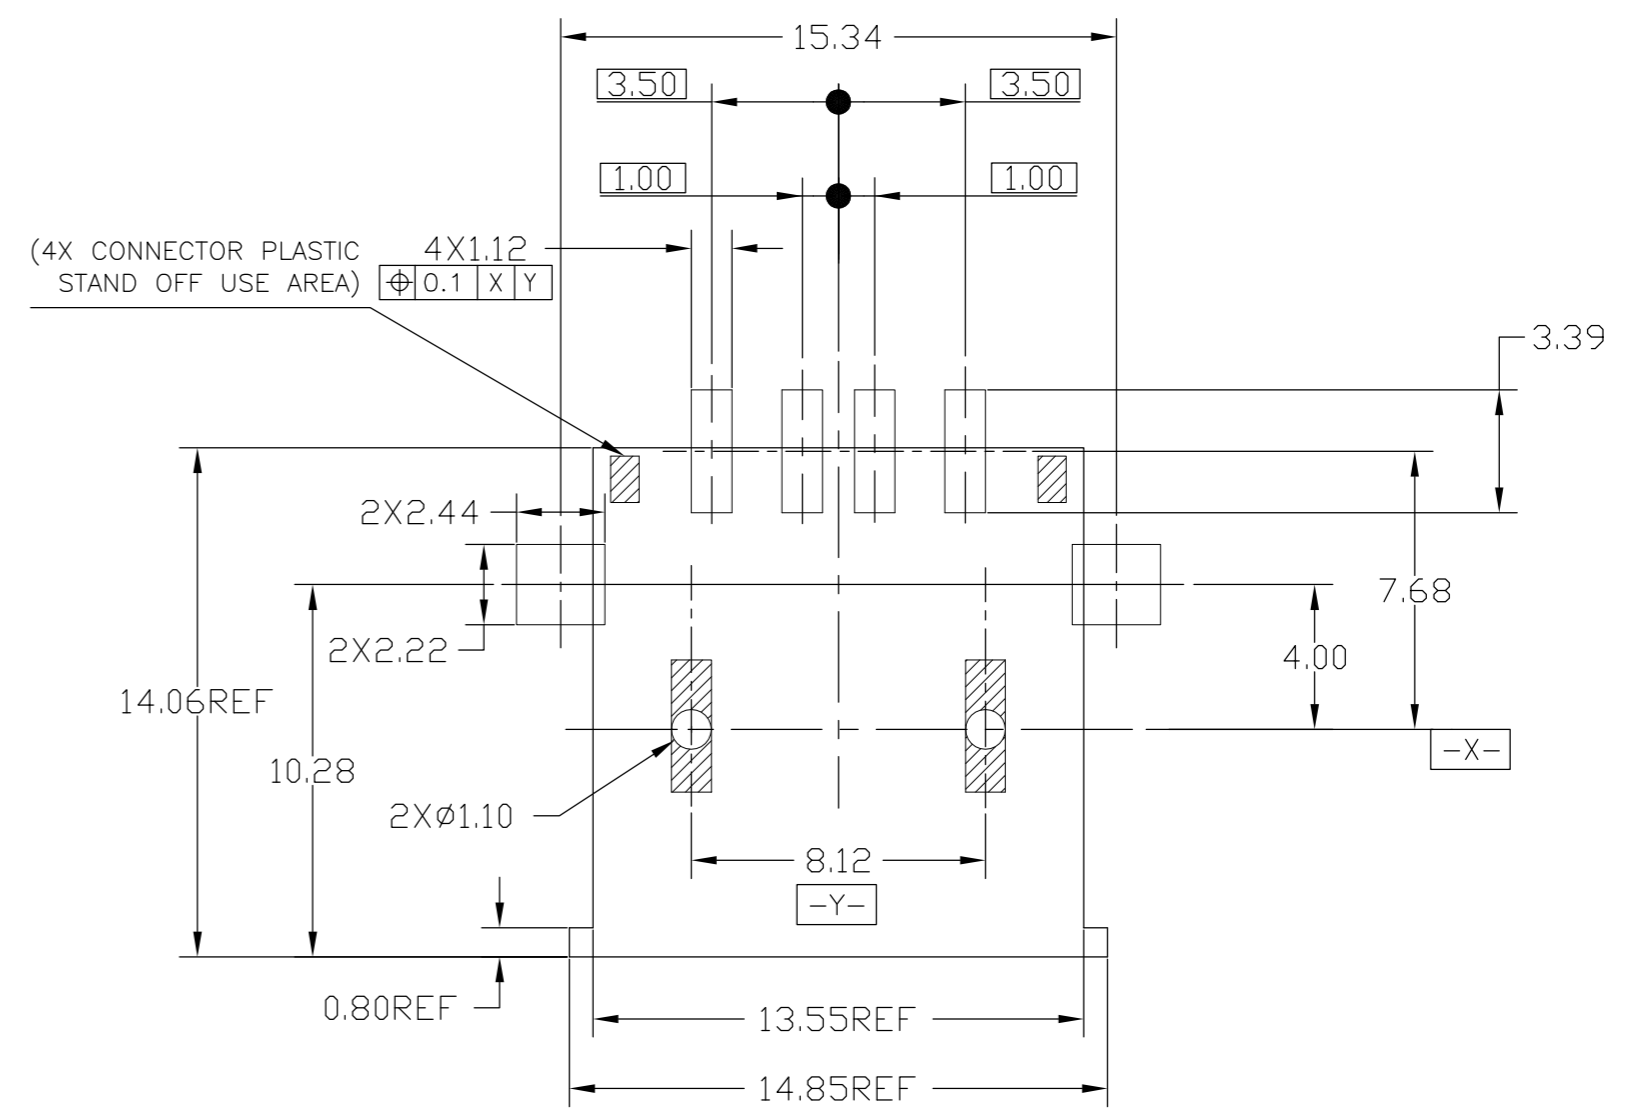 15.34
3.50 3.50
1.00 1.00
(4X CONNECTOR PLASTIC
STAND OFF USE AREA)
4X1.12
⌖ 0.1 X Y
3.39
2X2.44
7.68
2X2.22
4.00
14.06REF
-X-
10.28
2XØ1.10
8.12
-Y-
0.80REF
13.55REF
14.85REF